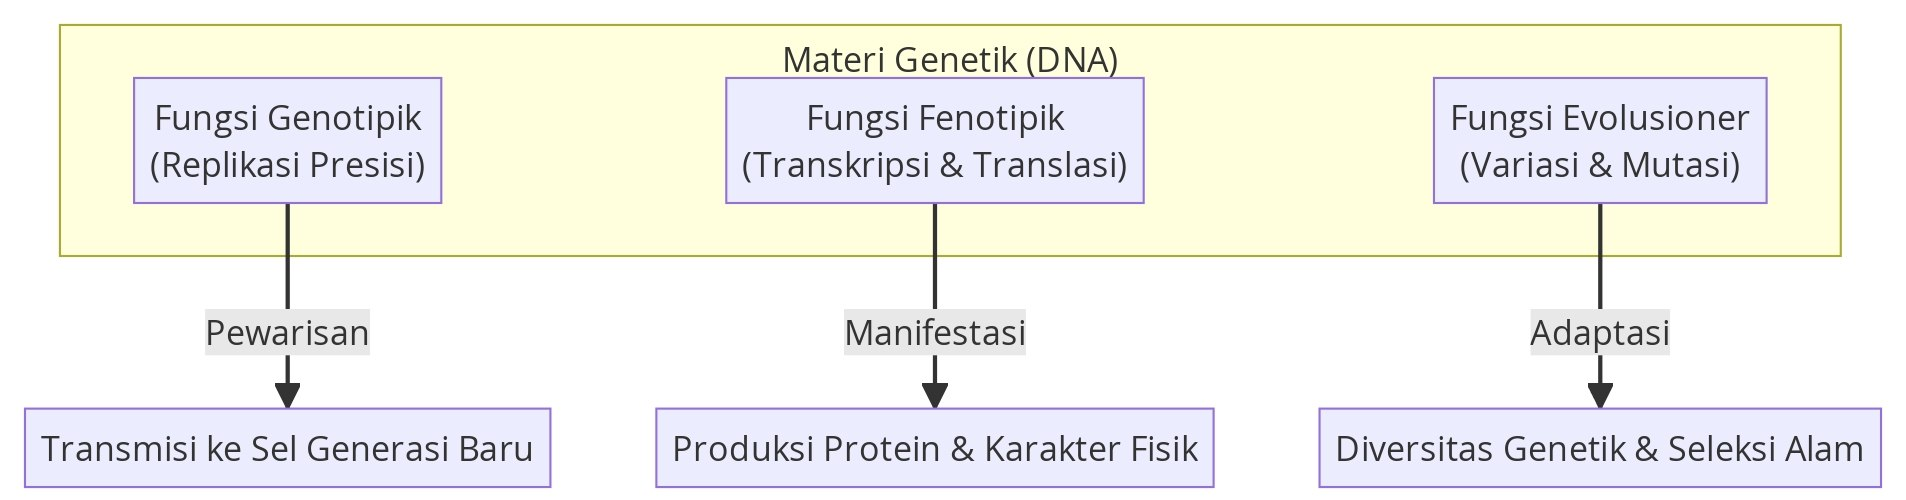 Materi Genetik (DNA)
Fungsi Genotipik
(Replikasi Presisi)
Fungsi Fenotipik
(Transkripsi & Translasi)
Fungsi Evolusioner
(Variasi & Mutasi)
Pewarisan
Manifestasi
Adaptasi
Transmisi ke Sel Generasi Baru
Produksi Protein & Karakter Fisik
Diversitas Genetik & Seleksi Alam